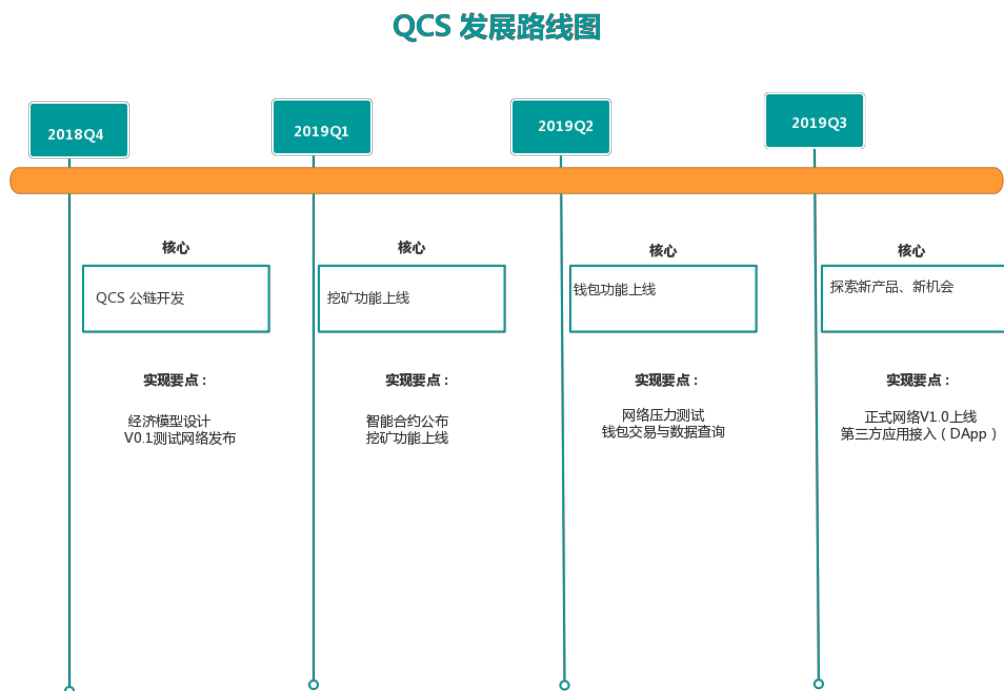 QCS 发展路线图
2018Q4
2019Q1
2019Q2
2019Q3
核心
QCS 公链开发
实现要点：
经济模型设计
V0.1测试网络发布
核心
挖矿功能上线
实现要点：
智能合约公布
挖矿功能上线
核心
钱包功能上线
实现要点：
网络压力测试
钱包交易与数据查询
核心
探索新产品、新机会
实现要点：
正式网络V1.0上线
第三方应用接入（DApp）